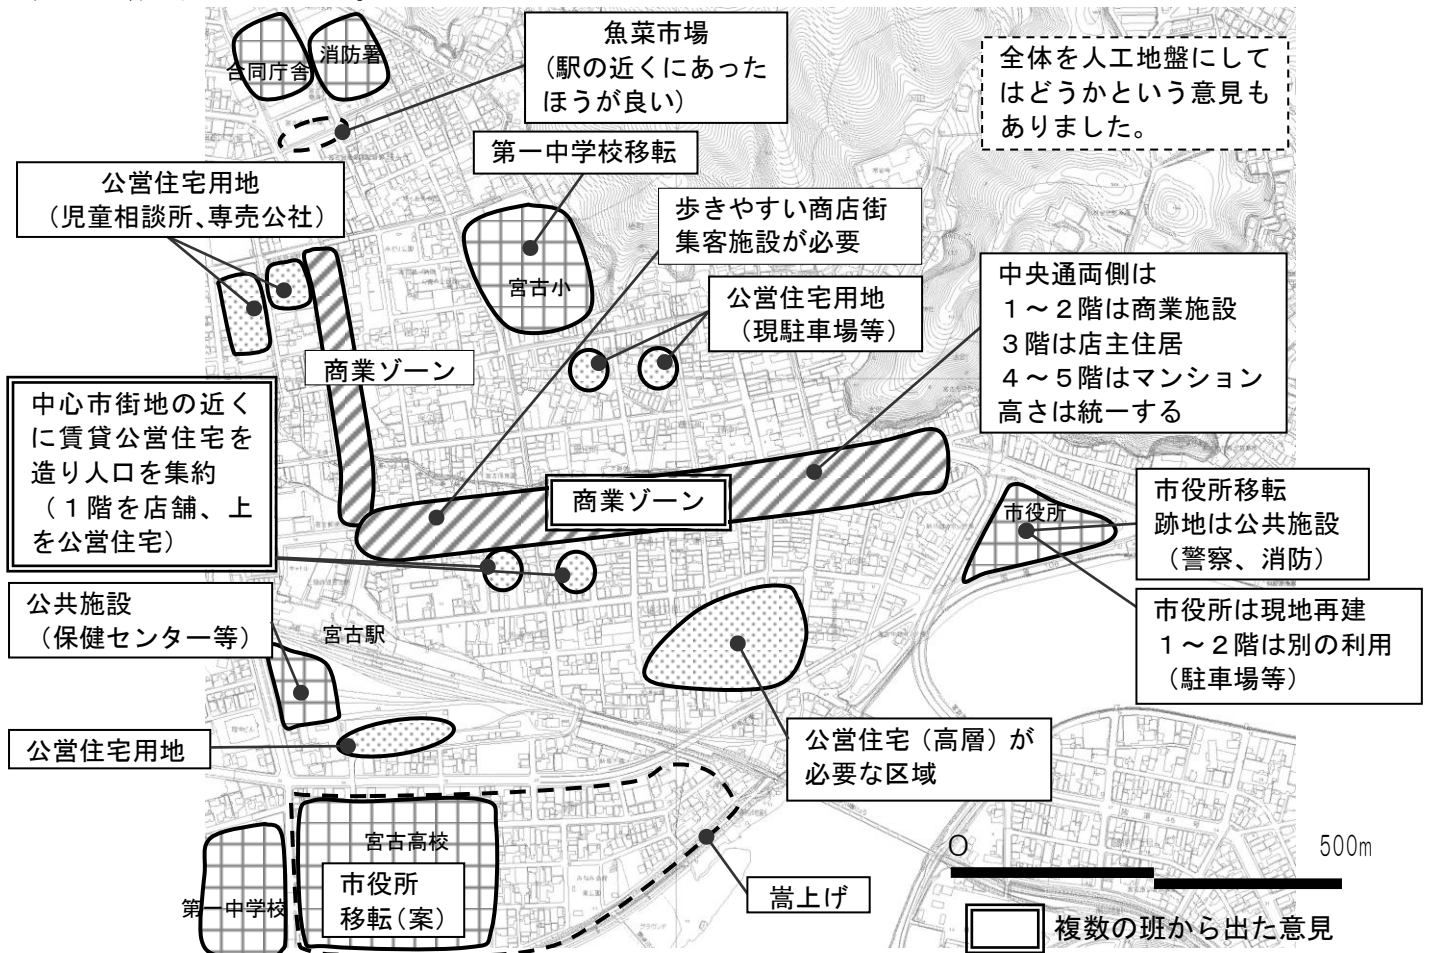 合同庁舎
消防署
魚菜市場
(駅の近くにあった
ほうが良い)
全体を人工地盤にして
はどうかという意見も
ありました。
第一中学校移転
公営住宅用地
(児童相談所、専売公社)
歩きやすい商店街
集客施設が必要
宮古小
公営住宅用地
(現駐車場等)
中央通両側は
１～２階は商業施設
３階は店主住居
４～５階はマンション
高さは統一する
商業ゾーン
中心市街地の近く
に賃貸公営住宅を
造り人口を集約
（１階を店舗、上
を公営住宅）
商業ゾーン
市役所
市役所移転
跡地は公共施設
（警察、消防）
公共施設
（保健センター等）
宮古駅
市役所は現地再建
１～２階は別の利用
（駐車場等）
公営住宅用地
公営住宅（高層）が
必要な区域
宮古高校
市役所
移転(案)
第一中学校
嵩上げ
0
500m
複数の班から出た意見